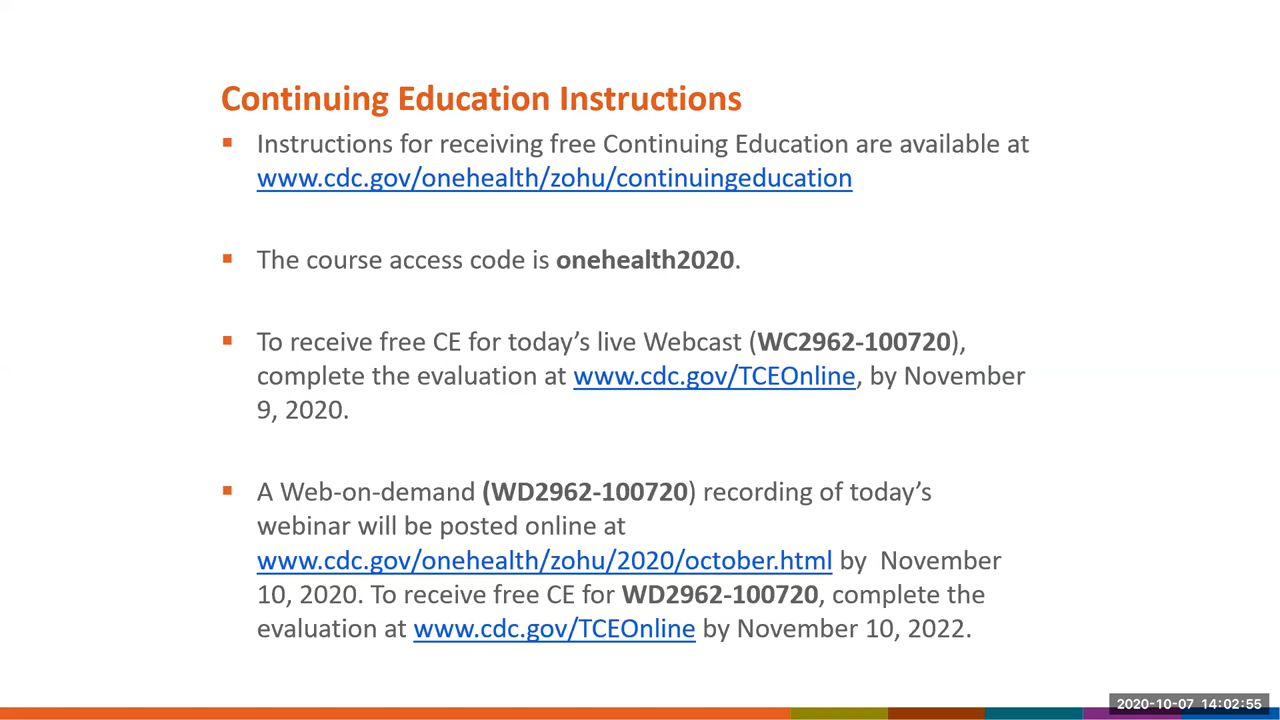 Continuing Education Instructions
▪ Instructions for receiving free Continuing Education are available at
www.cdc.gov/onehealth/zohu/continuingeducation
▪ The course access code is onehealth2020.
▪ To receive free CE for today’s live Webcast (WC2962-100720),
complete the evaluation at www.cdc.gov/TCEOnline, by November
9, 2020.
▪ A Web-on-demand (WD2962-100720) recording of today’s
webinar will be posted online at
www.cdc.gov/onehealth/zohu/2020/october.html by November
10, 2020. To receive free CE for WD2962-100720, complete the
evaluation at www.cdc.gov/TCEOnline by November 10, 2022.
2020-10-07 14:02:55